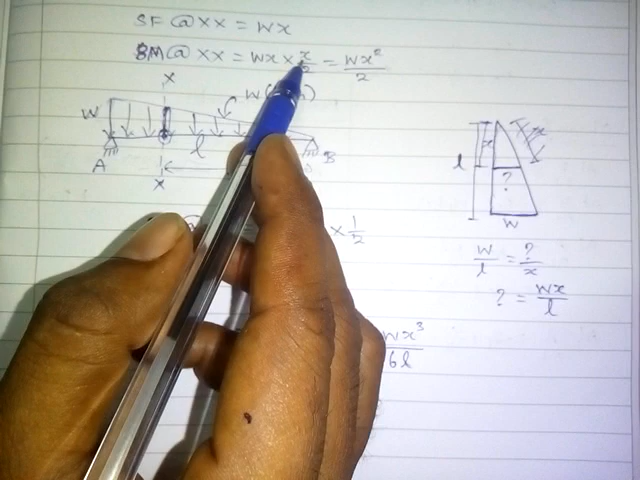 SF @ XX = Wx
BM @ XX = Wx × x/2 = Wx²/2
X
W
l
A
B
X
x
l
x
?
W
× 1/2
W/l = ?/x
? = Wx/l
Wx³/6l